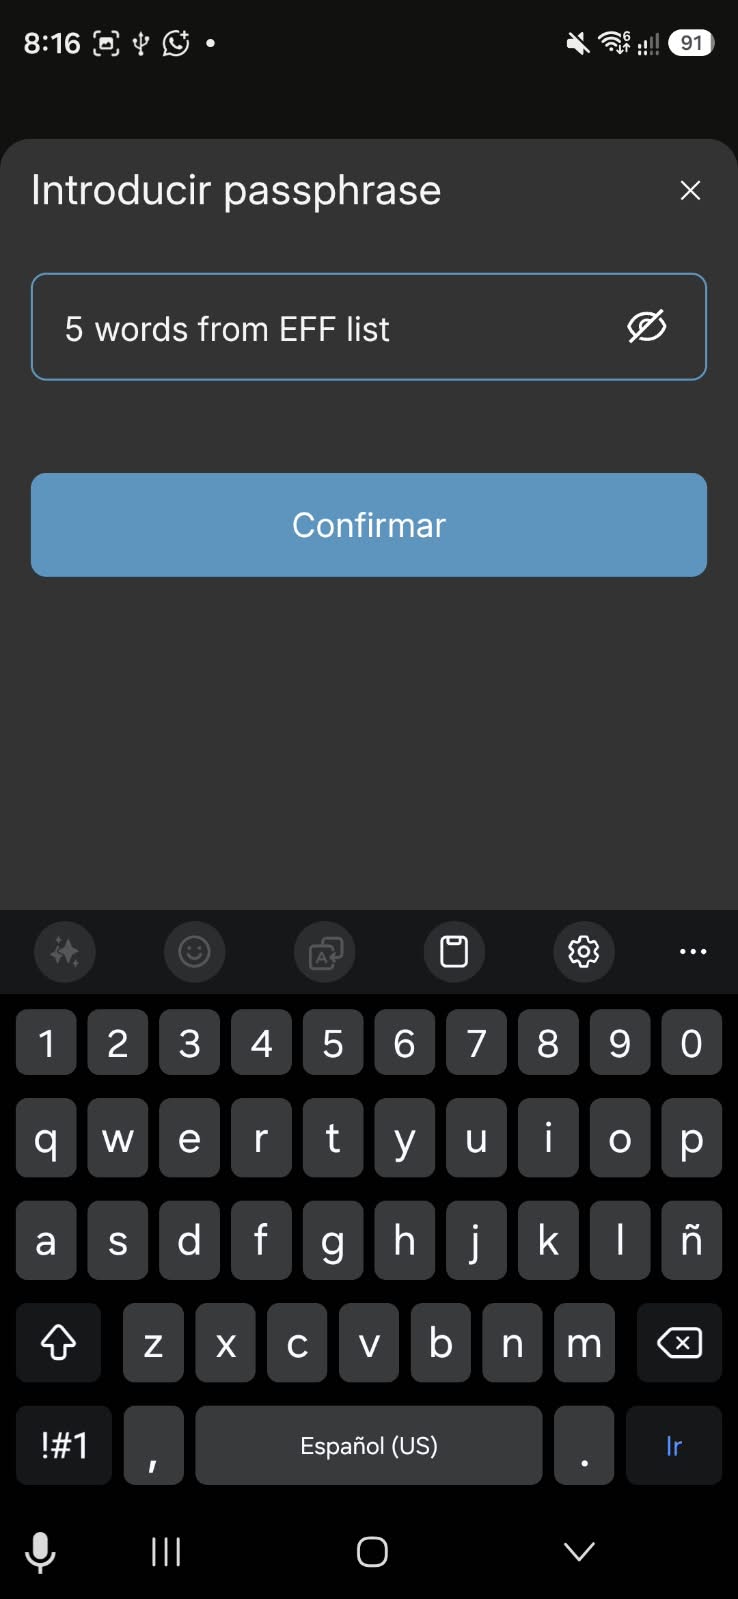 8:16
6
91
Introducir passphrase
5 words from EFF list
Confirmar
1 2 3 4 5 6 7 8 9 0
q w e r t y u i o p
a s d f g h j k l ñ
z x c v b n m
!#1 , Español (US) . Ir